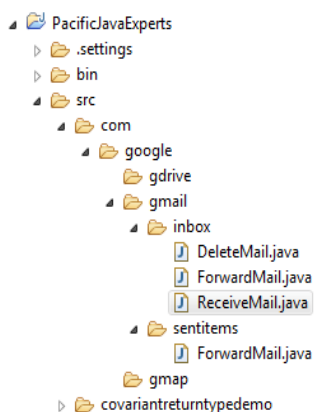 PacificJavaExperts
.settings
bin
src
com
google
gdrive
gmail
inbox
DeleteMail.java
ForwardMail.java
ReceiveMail.java
sentitems
ForwardMail.java
gmap
covariantreturntypedemo